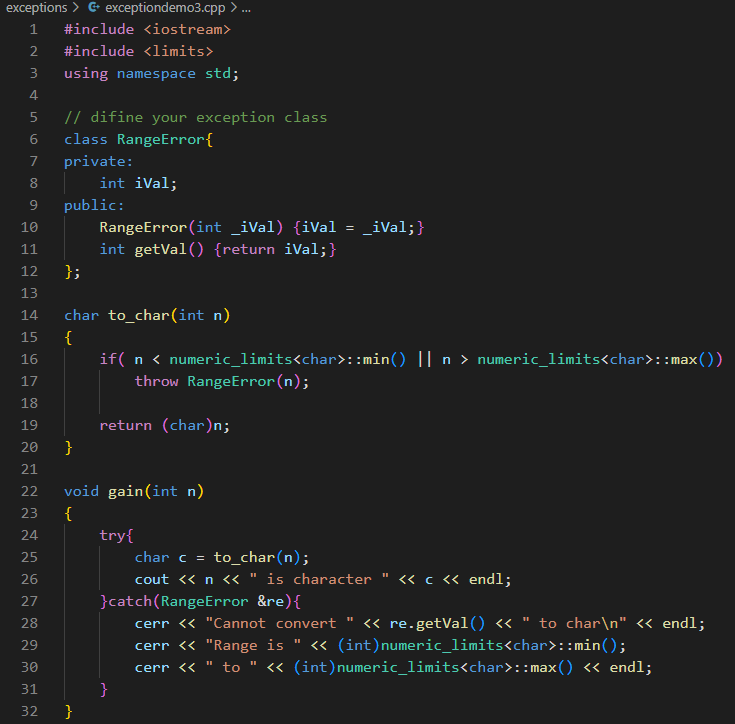 exceptions > exceptiondemo3.cpp > ...
1 #include <iostream>
2 #include <limits>
3 using namespace std;
4
5 // difine your exception class
6 class RangeError{
7 private:
8     int iVal;
9 public:
10     RangeError(int _iVal) {iVal = _iVal;}
11     int getVal() {return iVal;}
12 };
13
14 char to_char(int n)
15 {
16     if( n < numeric_limits<char>::min() || n > numeric_limits<char>::max())
17         throw RangeError(n);
18
19     return (char)n;
20 }
21
22 void gain(int n)
23 {
24     try{
25         char c = to_char(n);
26         cout << n << " is character " << c << endl;
27     }catch(RangeError &re){
28         cerr << "Cannot convert " << re.getVal() << " to char\n" << endl;
29         cerr << "Range is " << (int)numeric_limits<char>::min();
30         cerr << " to " << (int)numeric_limits<char>::max() << endl;
31     }
32 }